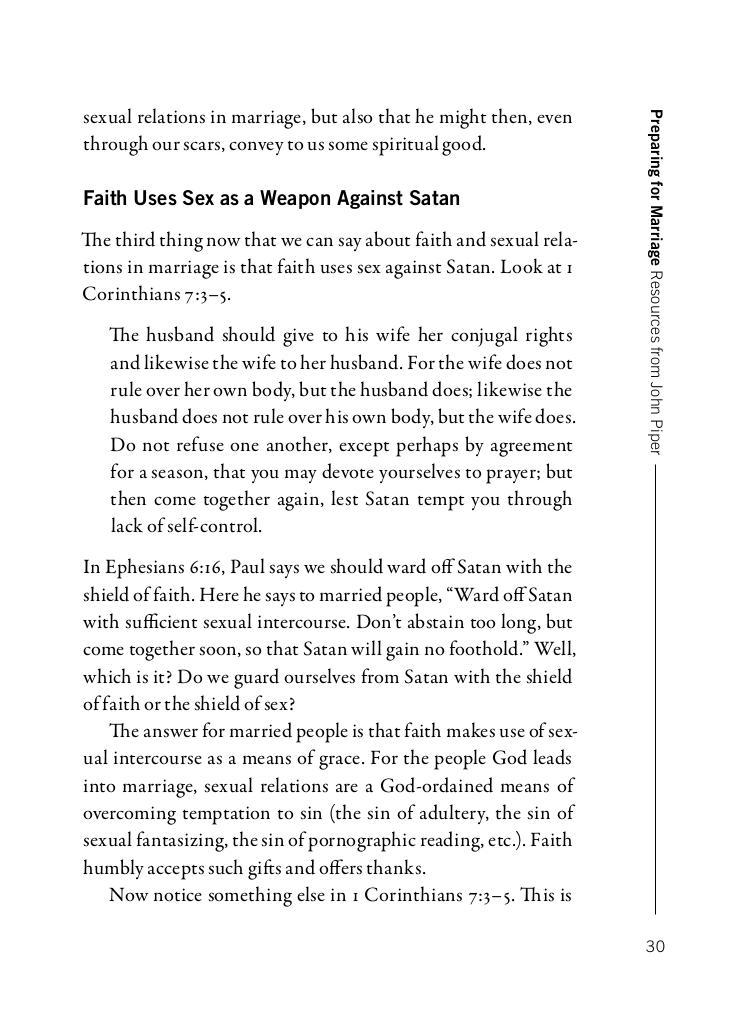 sexual relations in marriage, but also that he might then, even
through our scars, convey to us some spiritual good.
Faith Uses Sex as a Weapon Against Satan
The third thing now that we can say about faith and sexual rela-
tions in marriage is that faith uses sex against Satan. Look at 1
Corinthians 7:3–5.
The husband should give to his wife her conjugal rights
and likewise the wife to her husband. For the wife does not
rule over her own body, but the husband does; likewise the
husband does not rule over his own body, but the wife does.
Do not refuse one another, except perhaps by agreement
for a season, that you may devote yourselves to prayer; but
then come together again, lest Satan tempt you through
lack of self-control.
In Ephesians 6:16, Paul says we should ward off Satan with the
shield of faith. Here he says to married people, “Ward off Satan
with sufficient sexual intercourse. Don’t abstain too long, but
come together soon, so that Satan will gain no foothold.” Well,
which is it? Do we guard ourselves from Satan with the shield
of faith or the shield of sex?
The answer for married people is that faith makes use of sex-
ual intercourse as a means of grace. For the people God leads
into marriage, sexual relations are a God-ordained means of
overcoming temptation to sin (the sin of adultery, the sin of
sexual fantasizing, the sin of pornographic reading, etc.). Faith
humbly accepts such gifts and offers thanks.
Now notice something else in 1 Corinthians 7:3–5. This is
Preparing for Marriage Resources from John Piper
30